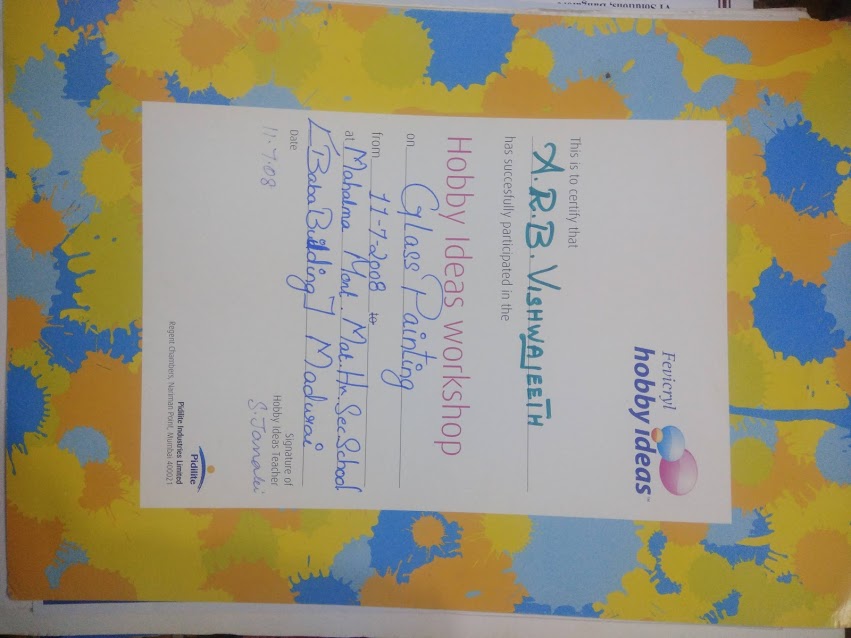 Fevicryl
hobby ideas™
This is to certify that
A.R.B. VISHWAJEETH
has succesfully participated in the
Hobby Ideas workshop
on Glass Painting
from 11-7-2008 to
at Mahatma Mont. Mat. Hr. Sec School
[Baba Building] Madurai
Date
11.7.08
Signature of
Hobby Ideas Teacher
S. Janaki
Pidilite
Pidilite Industries Limited
Regent Chambers, Nariman Point, Mumbai 400021